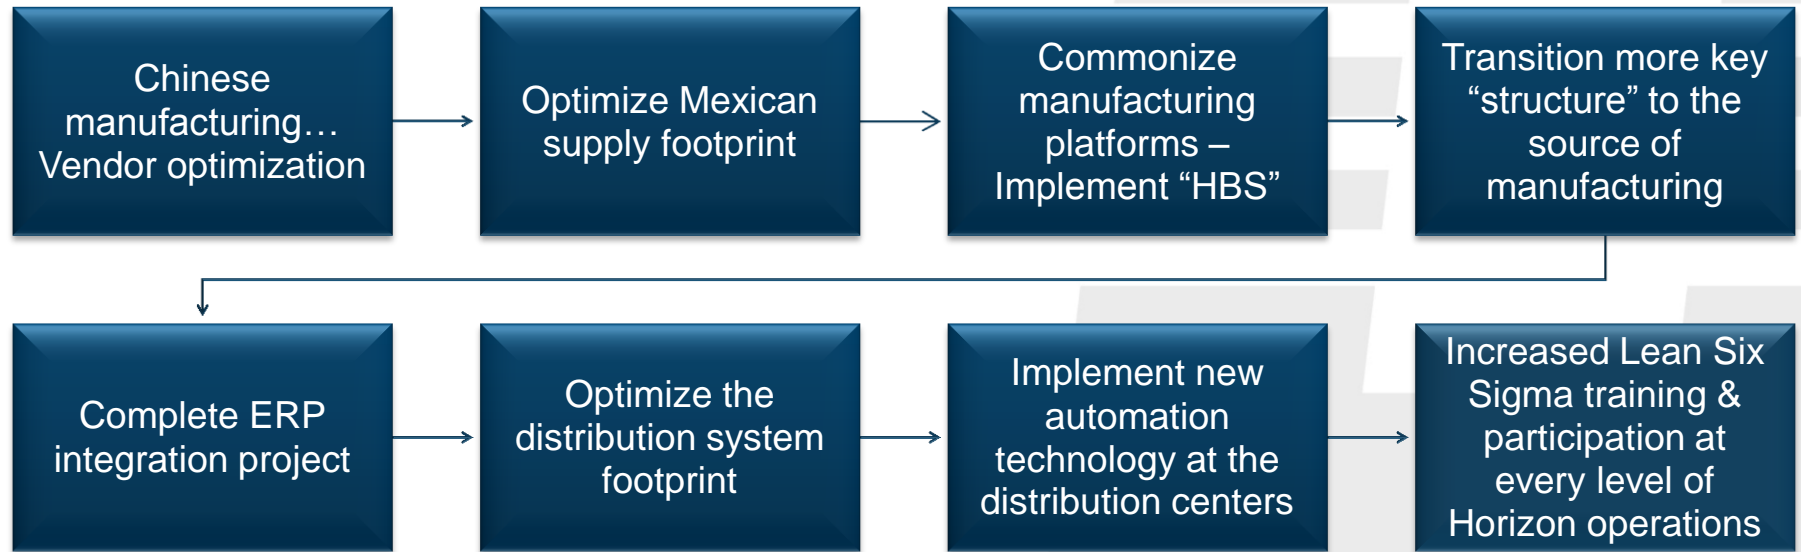 Chinese
manufacturing…
Vendor optimization
Optimize Mexican
supply footprint
Commonize
manufacturing
platforms –
Implement “HBS”
Transition more key
“structure” to the
source of
manufacturing
Complete ERP
integration project
Optimize the
distribution system
footprint
Implement new
automation
technology at the
distribution centers
Increased Lean Six
Sigma training &
participation at
every level of
Horizon operations